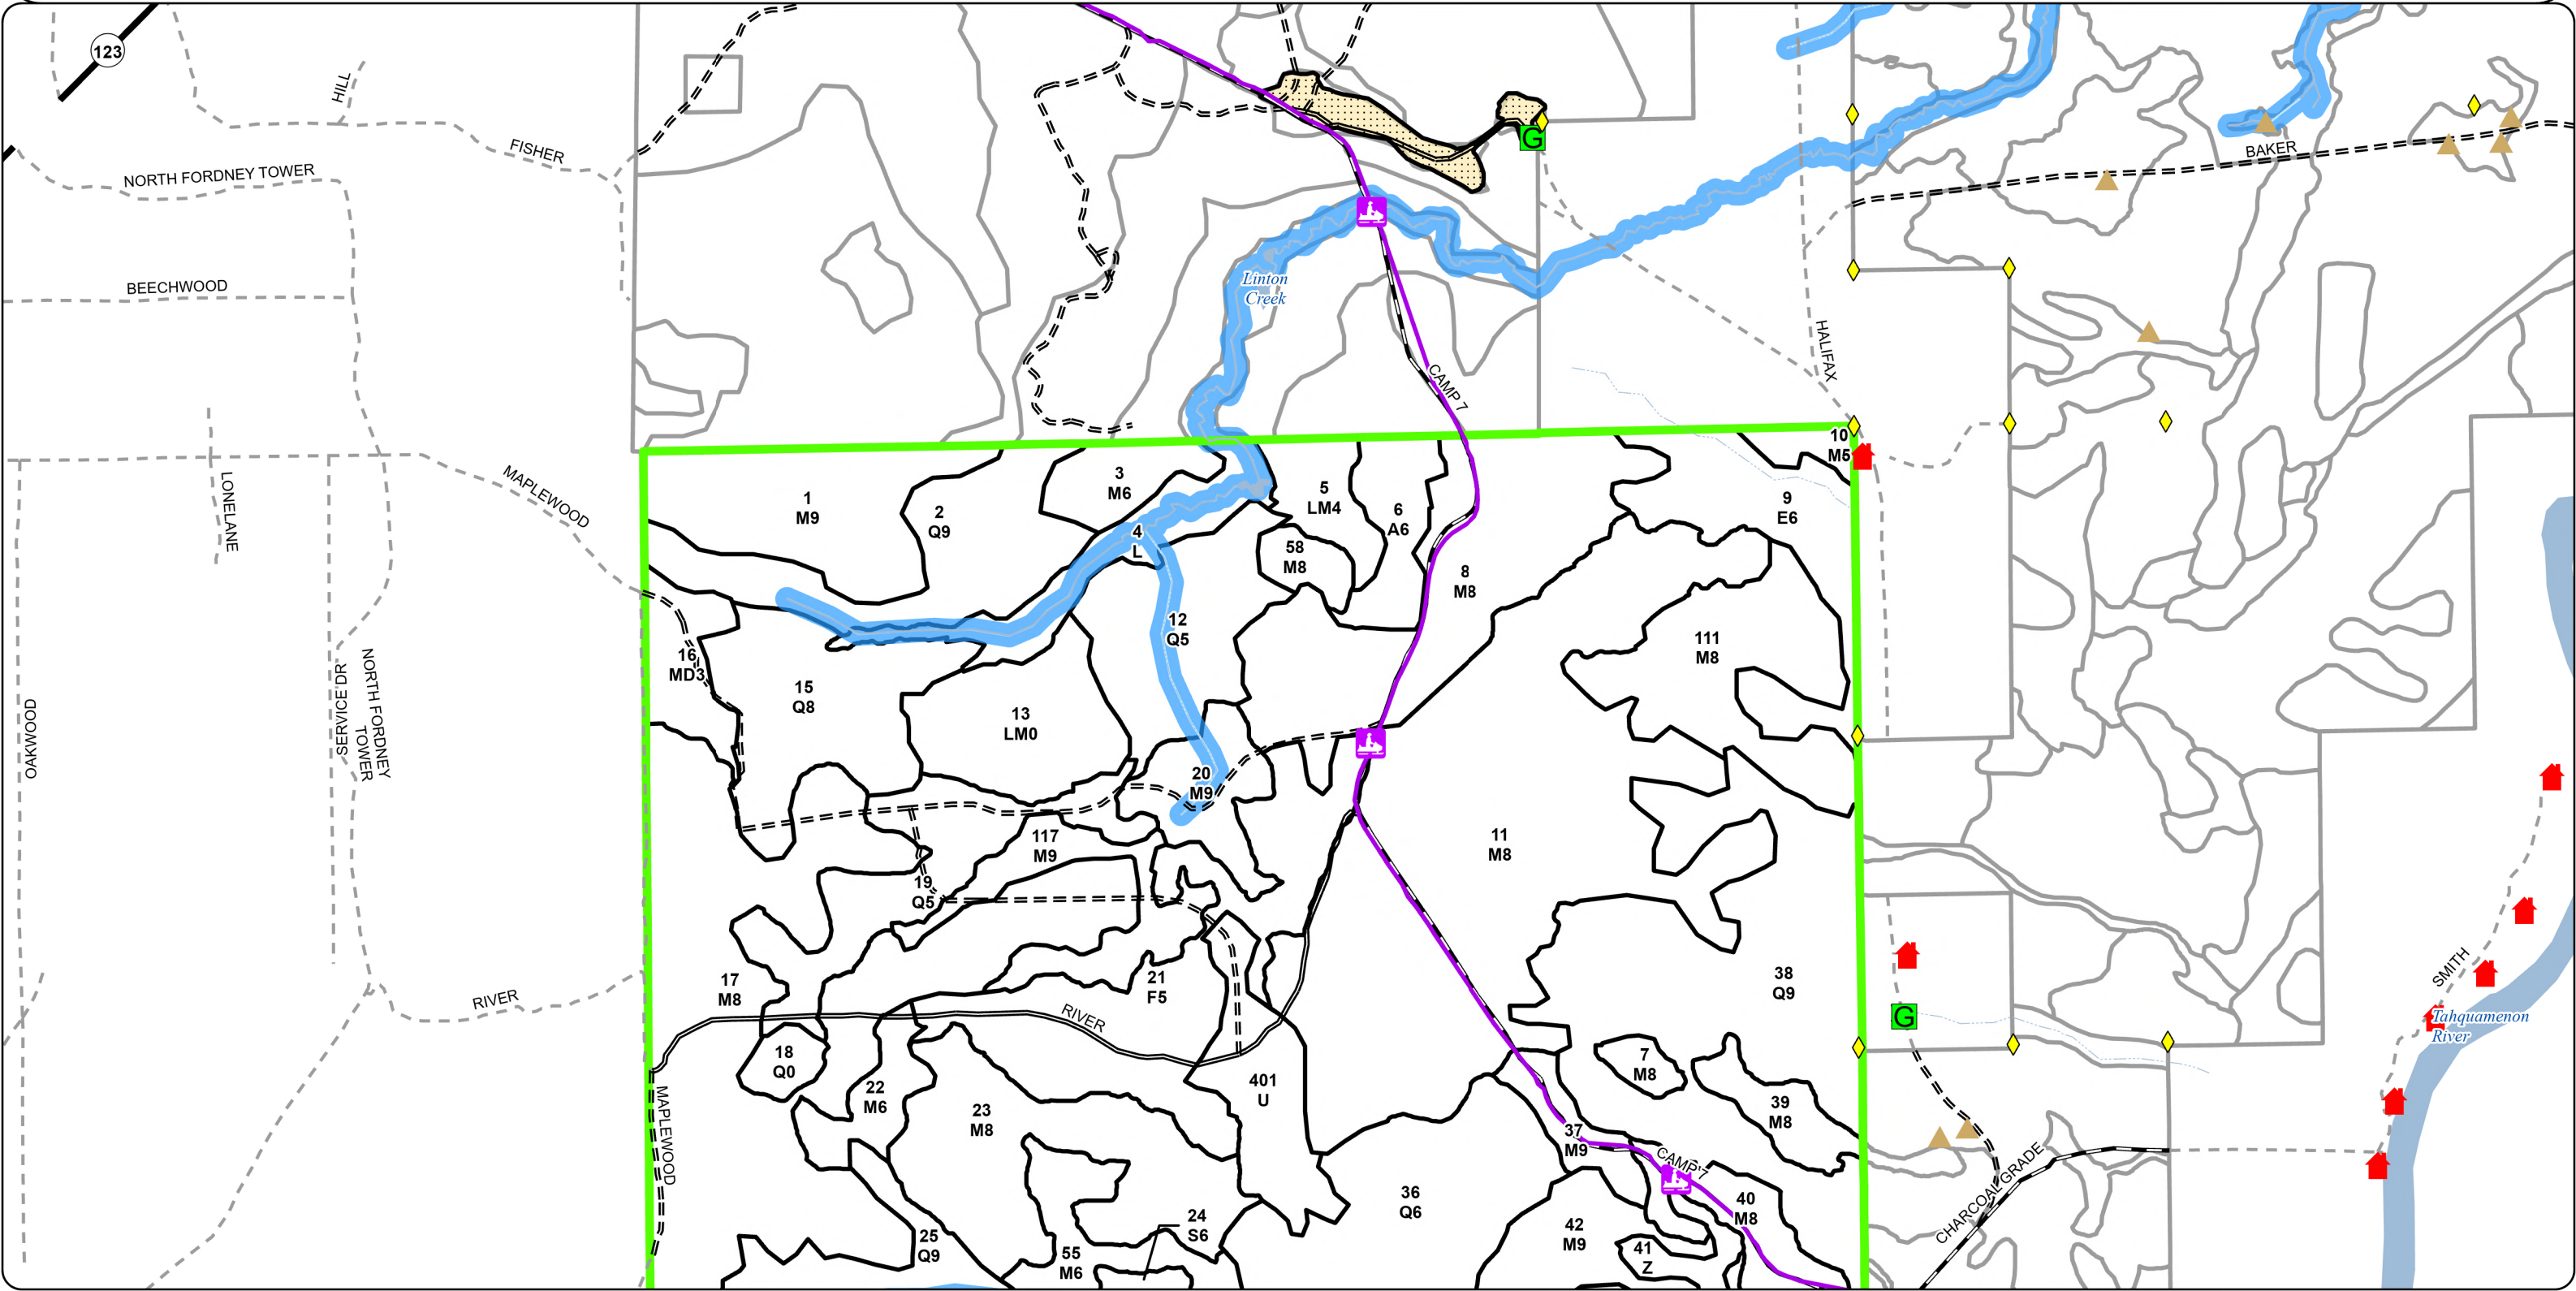 123
HILL
FISHER
NORTH FORDNEY TOWER
BEECHWOOD
G
BAKER
Linton
Creek
HALIFAX
CAMP 7
LONELANE
MAPLEWOOD
OAKWOOD
SERVICE DR
NORTH FORDNEY
TOWER
RIVER
1
M9
2
Q9
3
M6
4
L
5
LM4
6
A6
58
M8
8
M8
9
E6
10
M5
12
Q5
111
M8
16
MD3
15
Q8
13
LM0
20
M9
11
M8
117
M9
19
Q5
17
M8
21
F5
38
Q9
RIVER
18
Q0
22
M6
23
M8
401
U
7
M8
39
M8
37
M9
CAMP 7
40
M8
36
Q6
42
M9
41
Z
24
S6
25
Q9
55
M6
MAPLEWOOD
G
SMITH
Tahquamenon
River
CHARCOAL GRADE